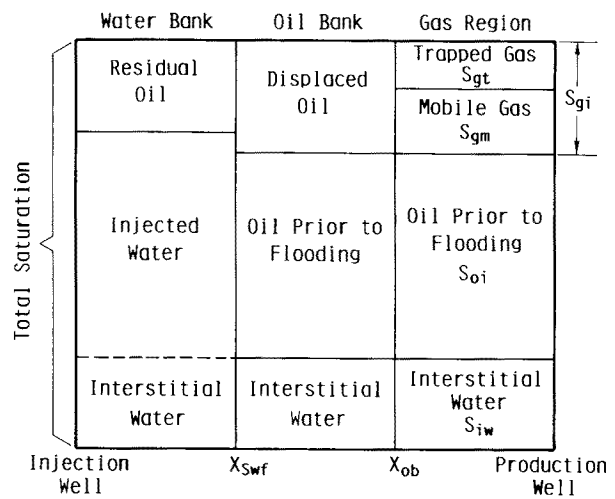 Water Bank
Oil Bank
Gas Region
Residual
Oil
Displaced
Oil
Trapped Gas
Sgt
Mobile Gas
Sgm
Sgi
Total Saturation
Injected
Water
Oil Prior to
Flooding
Oil Prior to
Flooding
Soi
Interstitial
Water
Interstitial
Water
Interstitial
Water
Siw
Injection
Well
XSwf
Xob
Production
Well